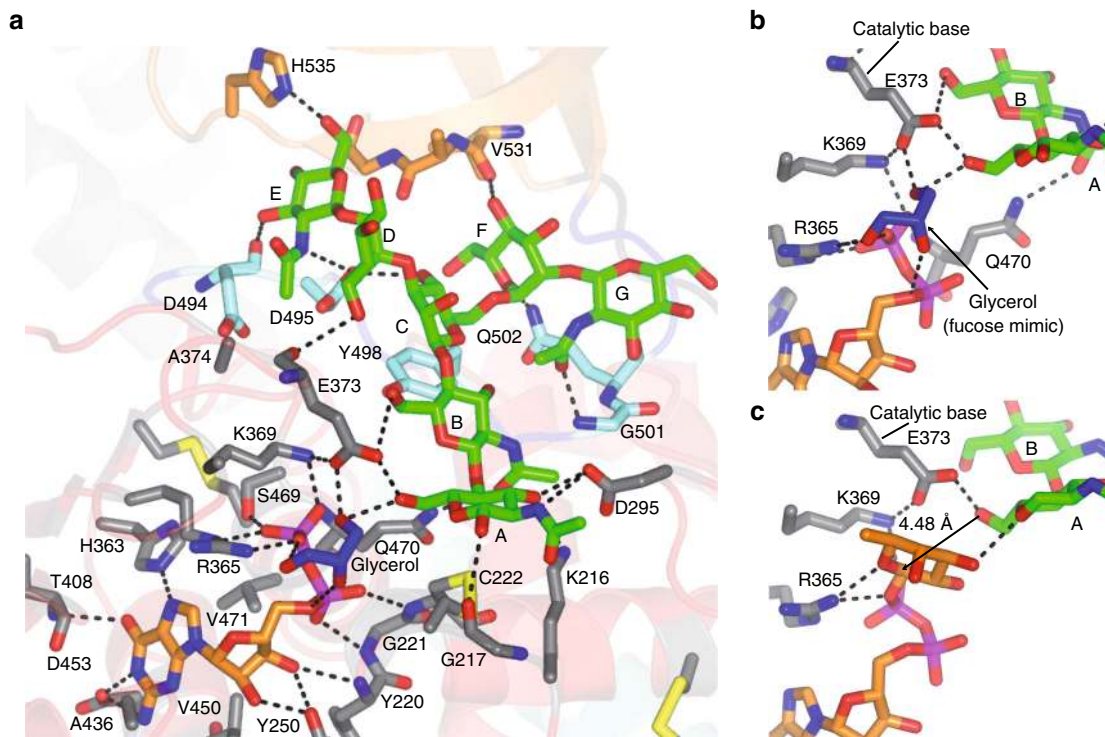 a
H535
V531
E
D
F
G
D494
D495
C
Q502
A374
Y498
E373
B
G501
K369
S469
D295
A
H363
R365
Q470
Glycerol
C222
K216
T408
V471
G221
G217
D453
V450
Y220
A436
Y250
b
Catalytic base
E373
B
K369
A
R365
Q470
Glycerol
(fucose mimic)
c
Catalytic base
E373
B
K369
4.48 Å
A
R365